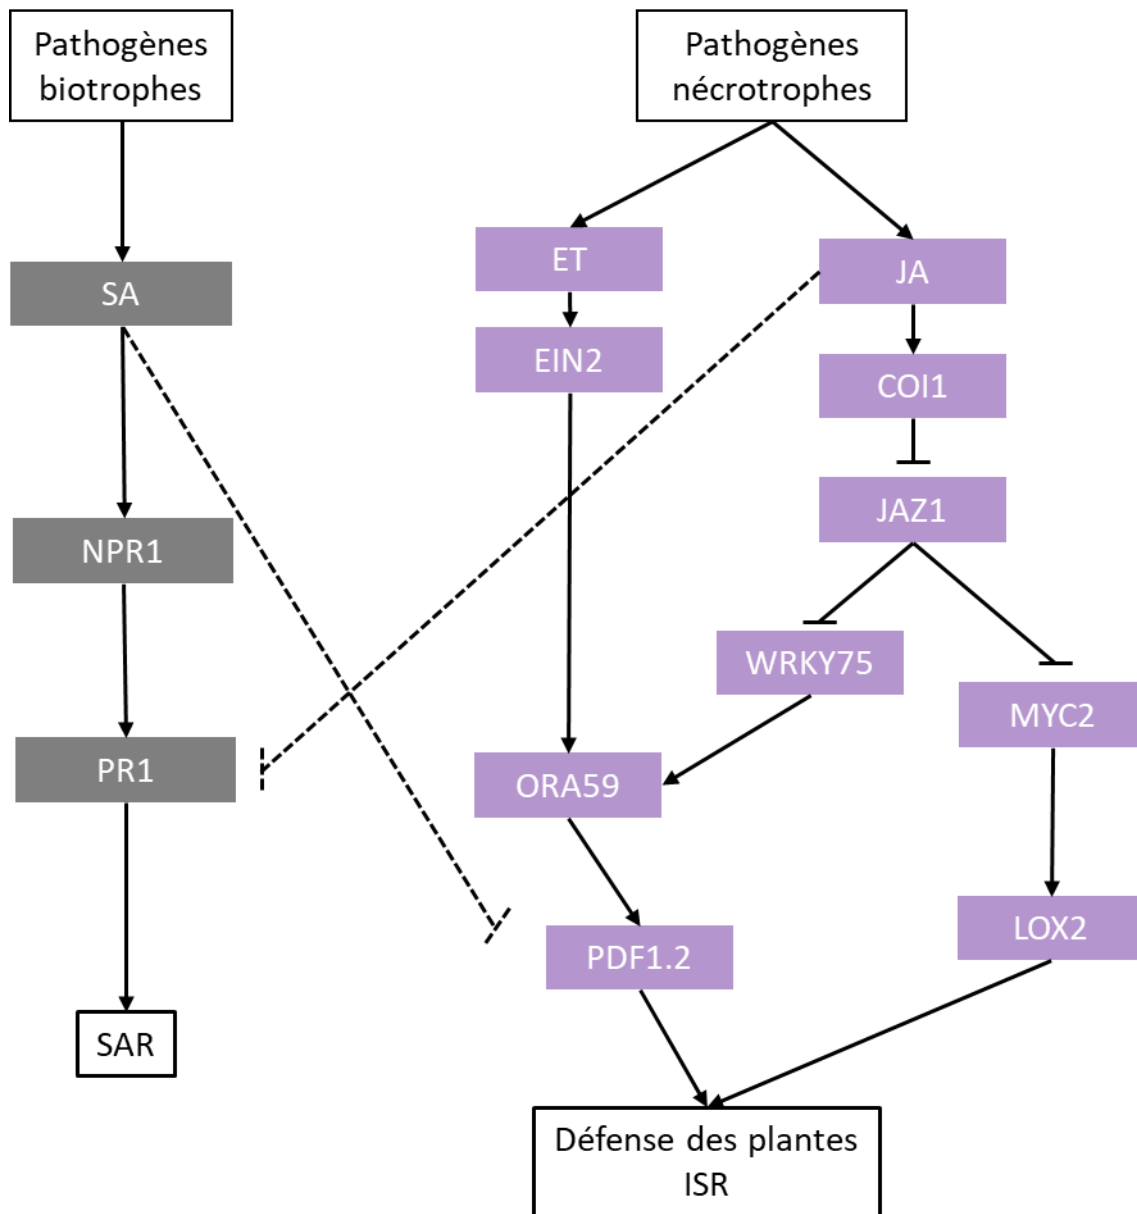 Pathogènes
biotrophes
Pathogènes
nécrotrophes
ET
JA
SA
EIN2
COI1
JAZ1
NPR1
WRKY75
MYC2
PR1
ORA59
LOX2
PDF1.2
SAR
Défense des plantes
ISR